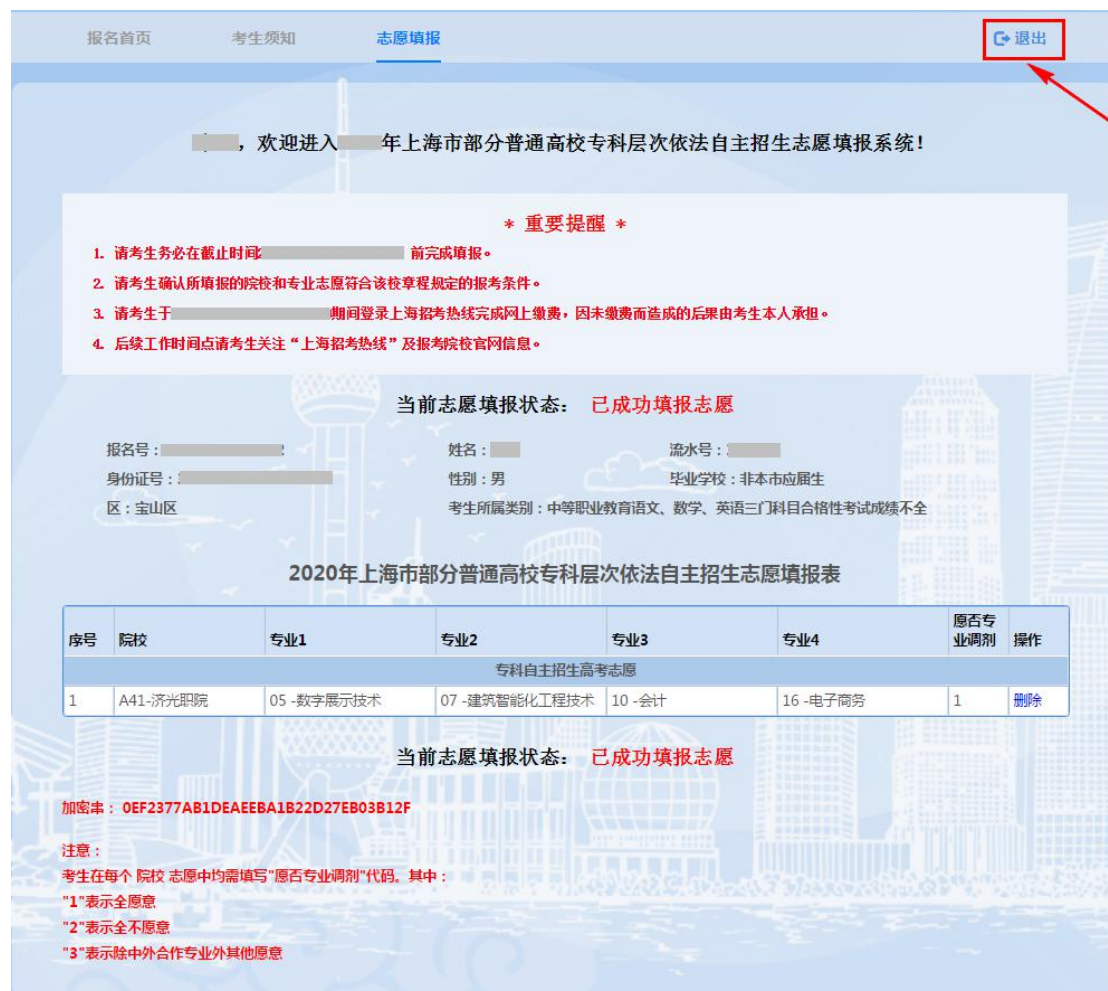 报名首页 考生须知 志愿填报 退出
，欢迎进入 年上海市部分普通高校专科层次依法自主招生志愿填报系统！
* 重要提醒 *
1. 请考生务必在截止时间 前完成填报。
2. 请考生确认所填报的院校和专业志愿符合该校章程规定的报考条件。
3. 请考生于 期间登录上海招考热线完成网上缴费，因未缴费而造成的后果由考生本人承担。
4. 后续工作时间点请考生关注“上海招考热线”及报考院校官网信息。
当前志愿填报状态： 已成功填报志愿
报名号： 姓名： 流水号：
身份证号： 性别：男 毕业学校：非本市应届生
区：宝山区 考生所属类别：中等职业教育语文、数学、英语三门科目合格性考试成绩不全
2020年上海市部分普通高校专科层次依法自主招生志愿填报表
序号 院校 专业1 专业2 专业3 专业4 愿否专业调剂 操作
专科自主招生高考志愿
1 A41-济光职院 05 -数字展示技术 07 -建筑智能化工程技术 10 -会计 16 -电子商务 1 删除
当前志愿填报状态： 已成功填报志愿
加密串： 0EF2377AB1DEAEEBA1B22D27EB03B12F
注意：
考生在每个 院校 志愿中均需填写"愿否专业调剂"代码。其中：
"1"表示全愿意
"2"表示全不愿意
"3"表示除中外合作专业外其他愿意